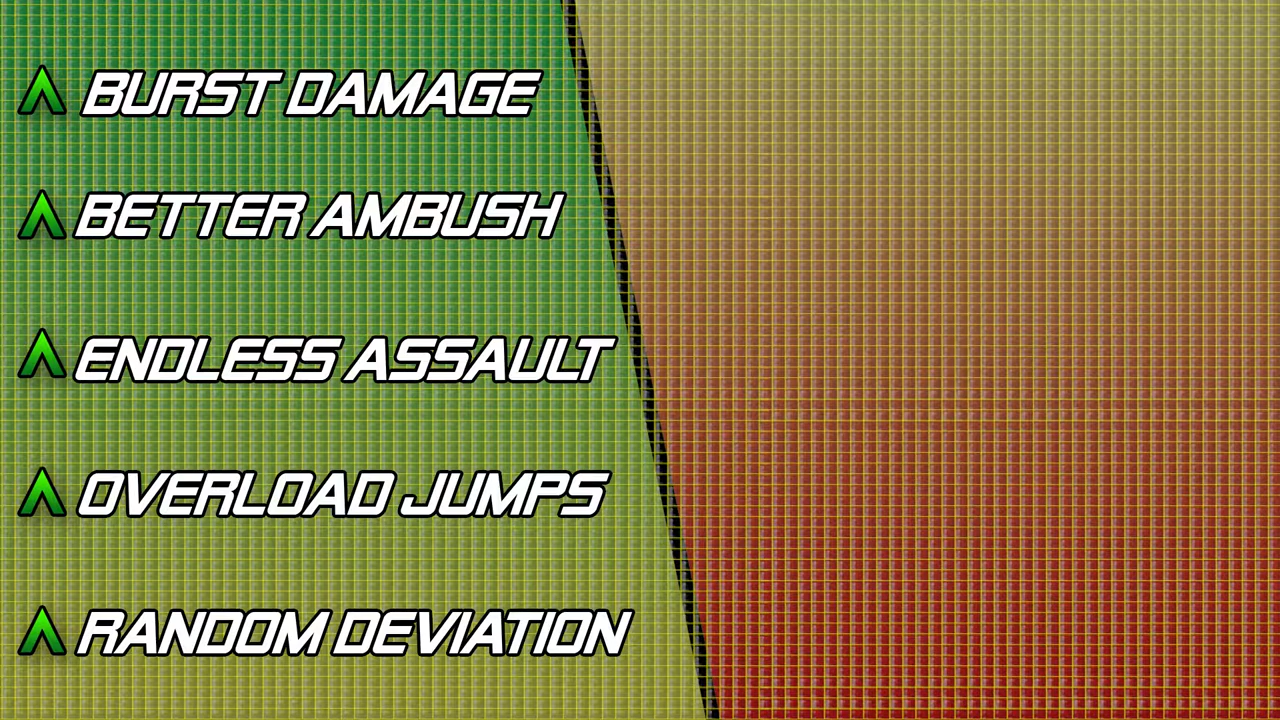 BURST DAMAGE
BETTER AMBUSH
ENDLESS ASSAULT
OVERLOAD JUMPS
RANDOM DEVIATION